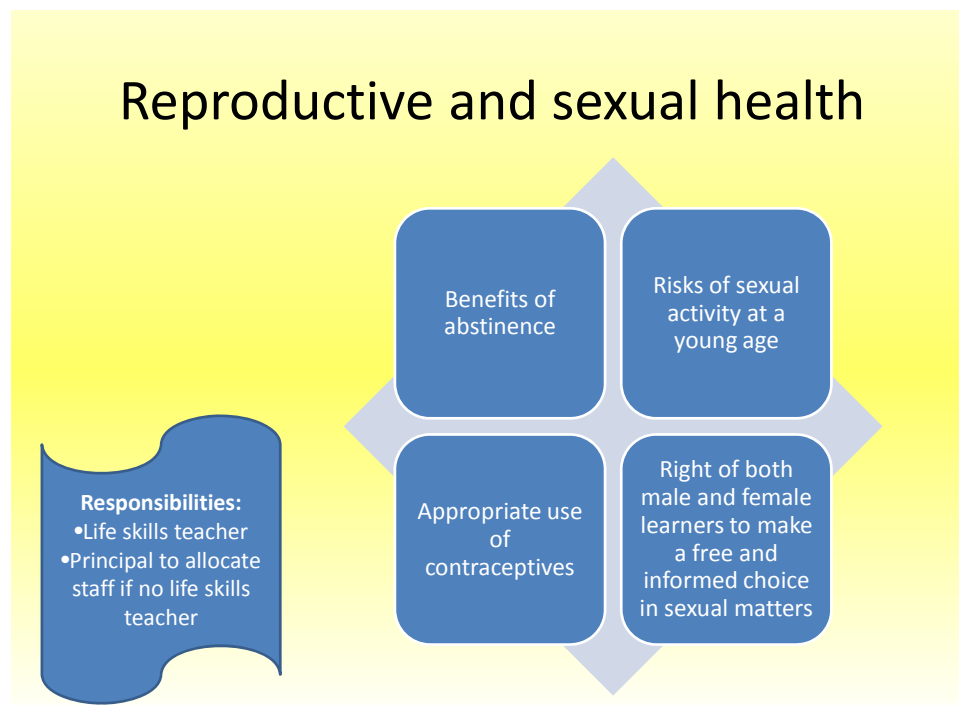 Reproductive and sexual health
Benefits of
abstinence
Risks of sexual
activity at a
young age
Appropriate use
of
contraceptives
Right of both
male and female
learners to make
a free and
informed choice
in sexual matters
Responsibilities:
•Life skills teacher
•Principal to allocate
staff if no life skills
teacher